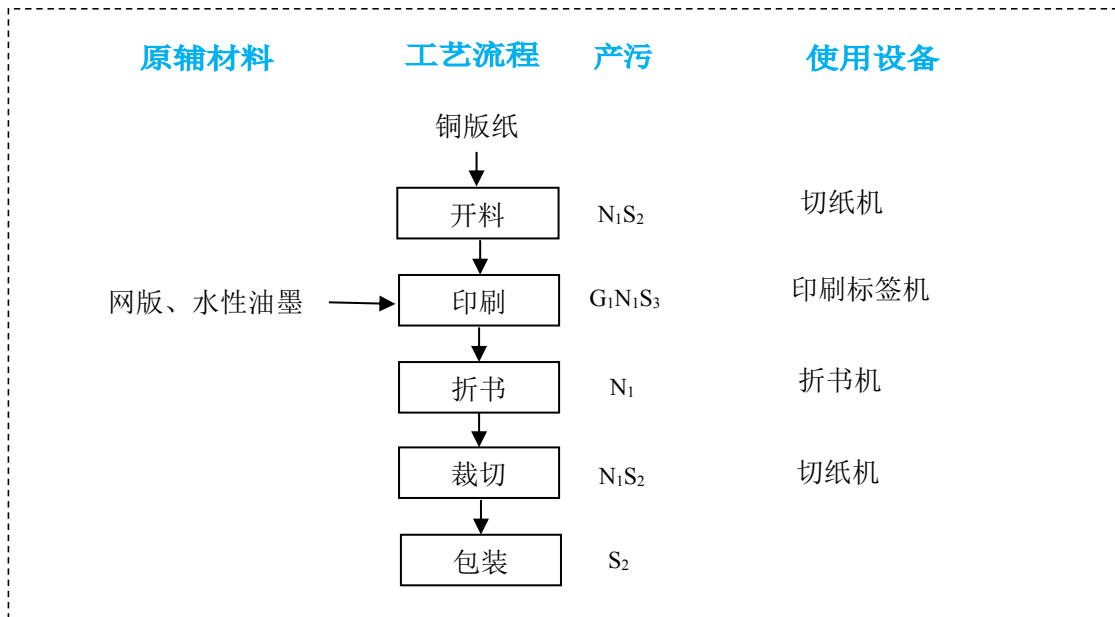 原辅材料 工艺流程 产污 使用设备
铜版纸
开料 N₁S₂ 切纸机
网版、水性油墨 印刷 G₁N₁S₃ 印刷标签机
折书 N₁ 折书机
裁切 N₁S₂ 切纸机
包装 S₂